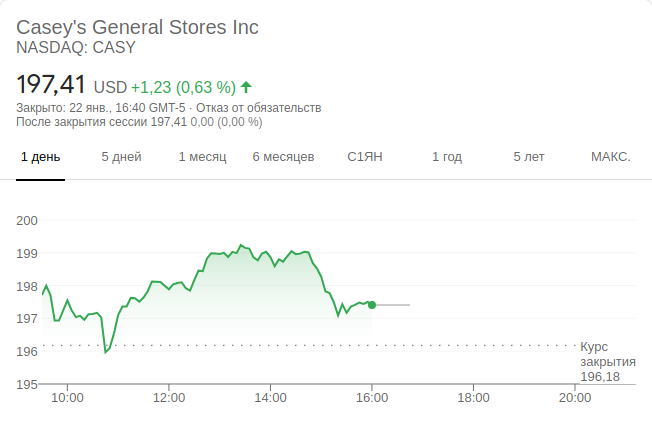 Casey's General Stores Inc
NASDAQ: CASY
197,41 USD +1,23 (0,63 %)
Закрыто: 22 янв., 16:40 GMT-5 · Отказ от обязательств
После закрытия сессии 197,41 0,00 (0,00 %)
1 день 5 дней 1 месяц 6 месяцев С1ЯН 1 год 5 лет МАКС.
200
199
198
197
196
195
Курс
закрытия
196,18
10:00 12:00 14:00 16:00 18:00 20:00